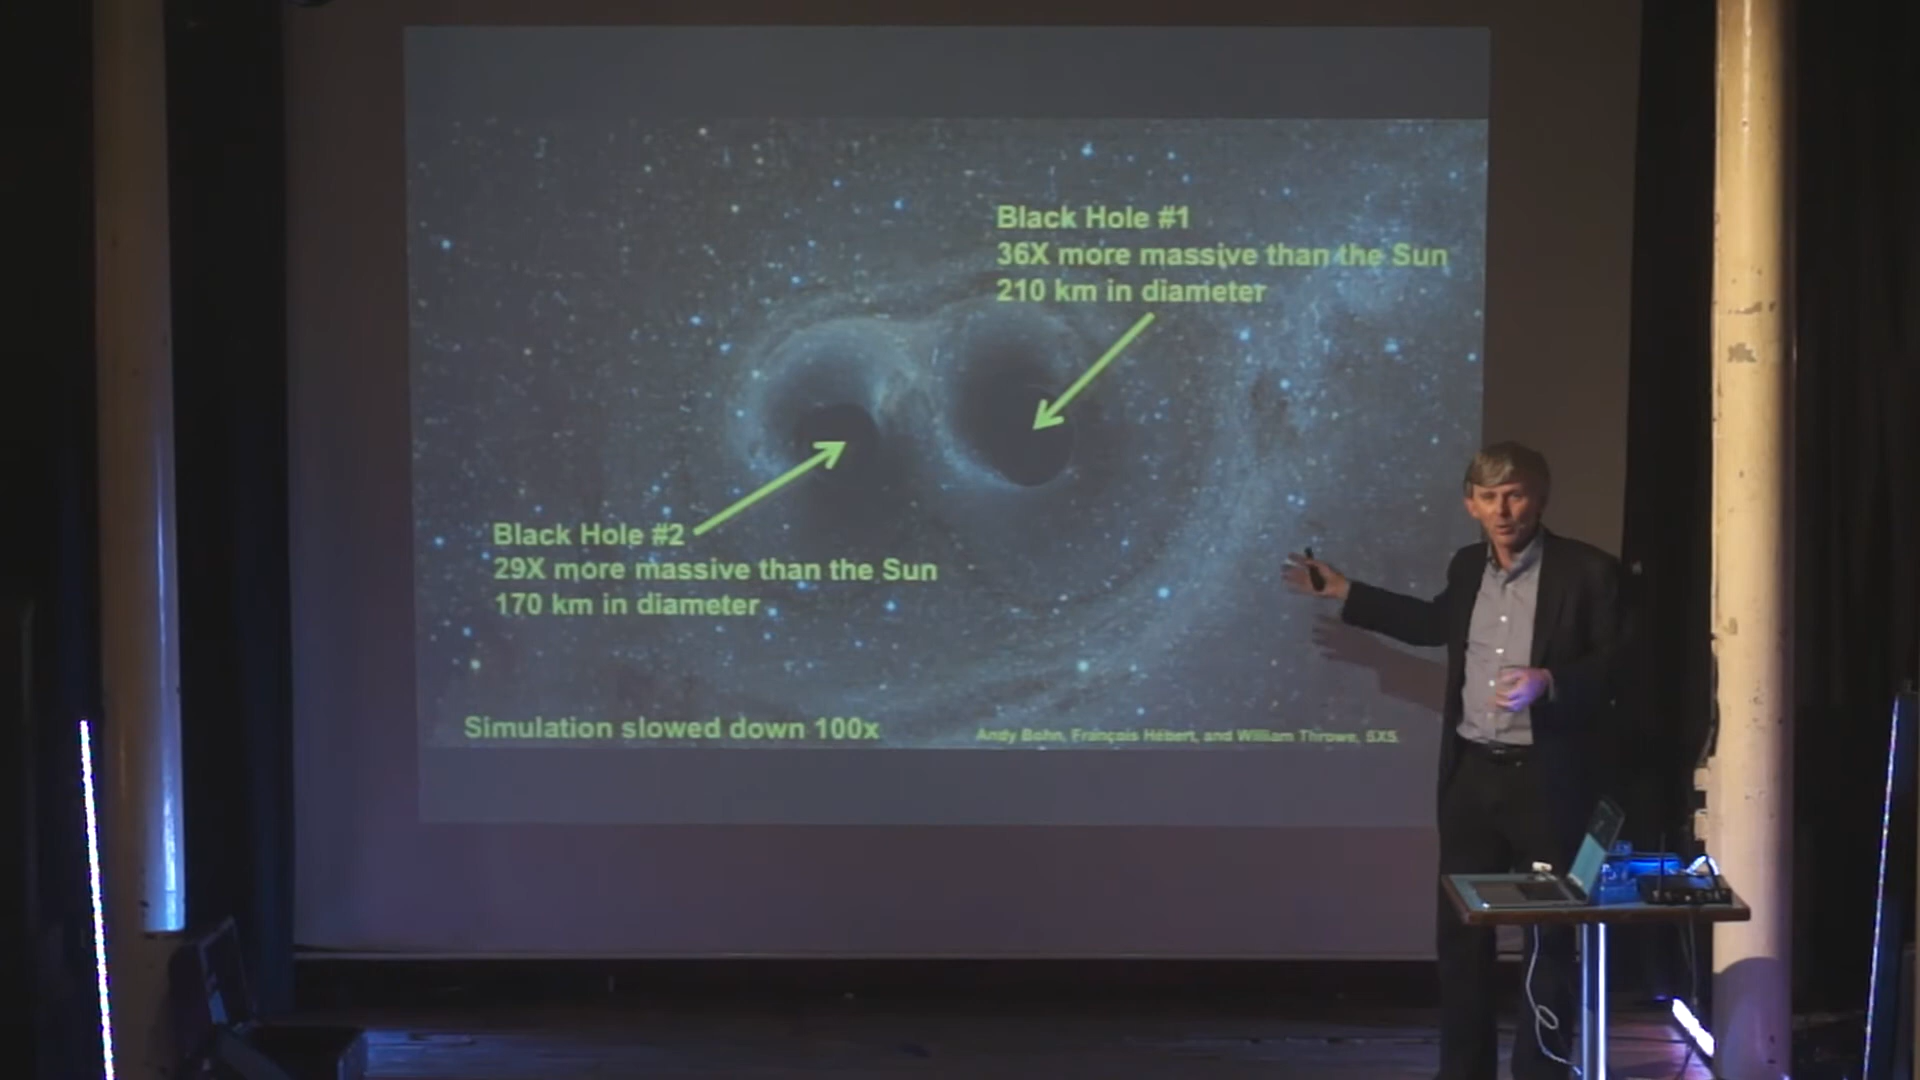 Black Hole #1
36X more massive than the Sun
210 km in diameter
Black Hole #2
29X more massive than the Sun
170 km in diameter
Simulation slowed down 100x
Andy Bohn, François Hébert, and William Throwe, SXS